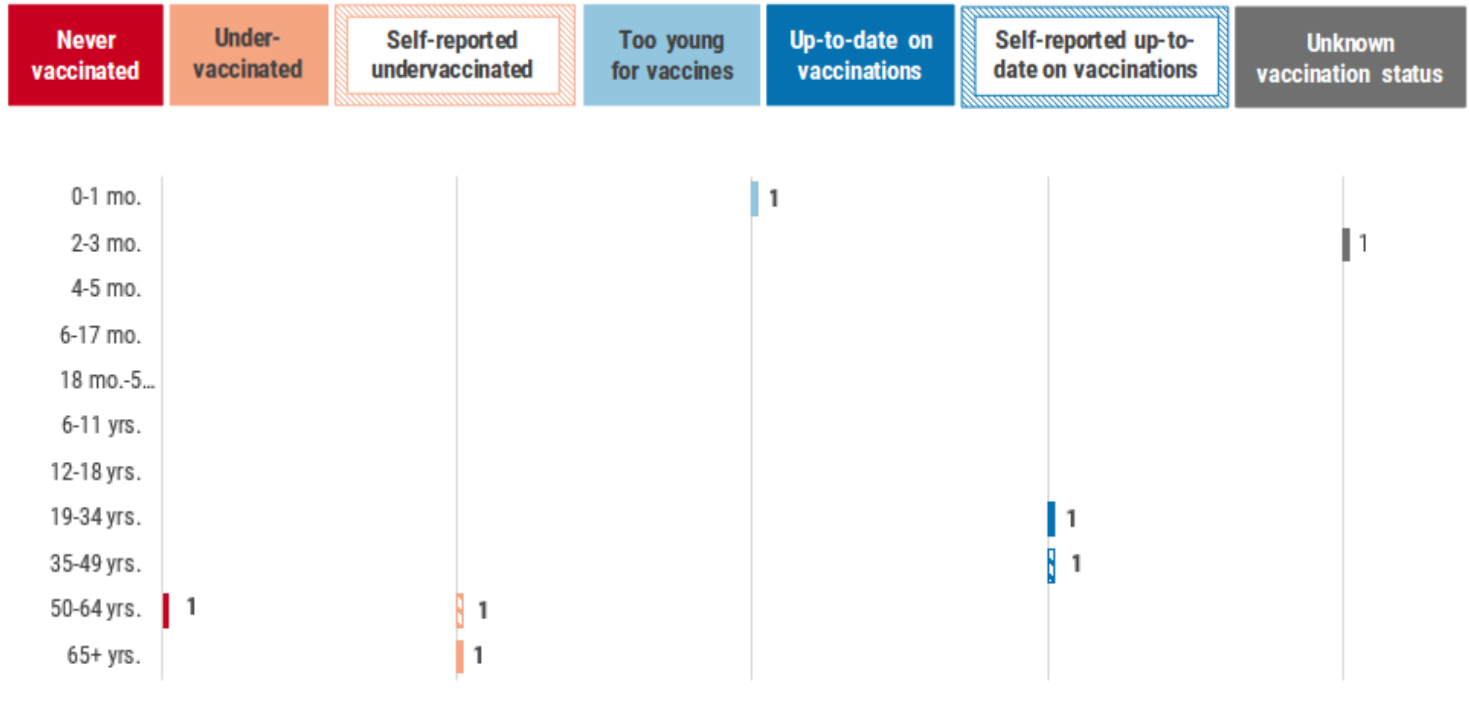 Never
vaccinated
Under-
vaccinated
Self-reported
undervaccinated
Too young
for vaccines
Up-to-date on
vaccinations
Self-reported up-to-
date on vaccinations
Unknown
vaccination status
0-1 mo.
1
2-3 mo.
1
4-5 mo.
6-17 mo.
18 mo.-5...
6-11 yrs.
12-18 yrs.
19-34 yrs.
1
35-49 yrs.
1
50-64 yrs.
1
1
65+ yrs.
1